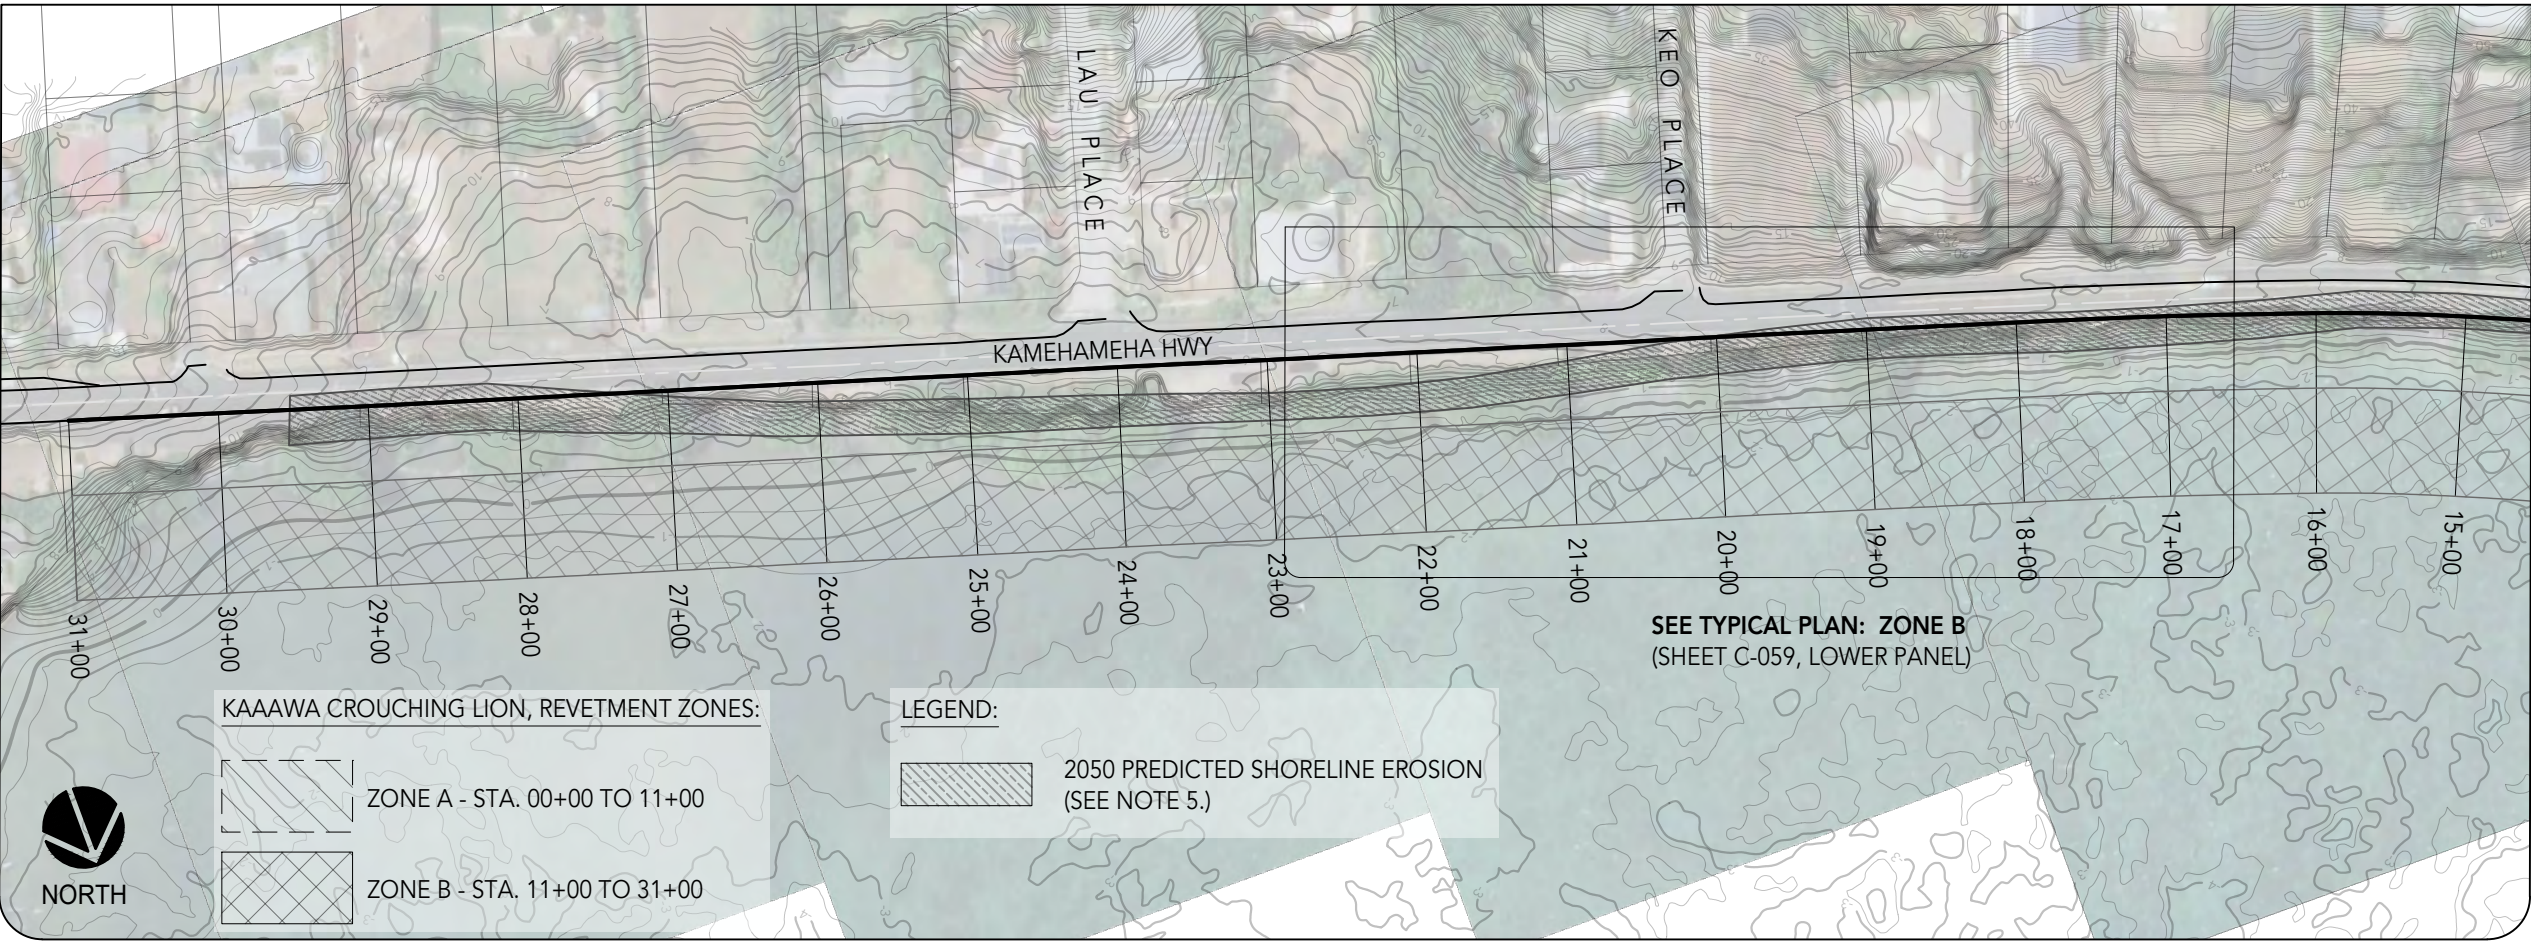 LAU PLACE
KEO PLACE
KAMEHAMEHA HWY
31+00
30+00
29+00
28+00
27+00
26+00
25+00
24+00
23+00
22+00
21+00
20+00
19+00
18+00
17+00
16+00
15+00
SEE TYPICAL PLAN: ZONE B
(SHEET C-059, LOWER PANEL)
KAAAWA CROUCHING LION, REVETMENT ZONES:
ZONE A - STA. 00+00 TO 11+00
ZONE B - STA. 11+00 TO 31+00
LEGEND:
2050 PREDICTED SHORELINE EROSION
(SEE NOTE 5.)
NORTH